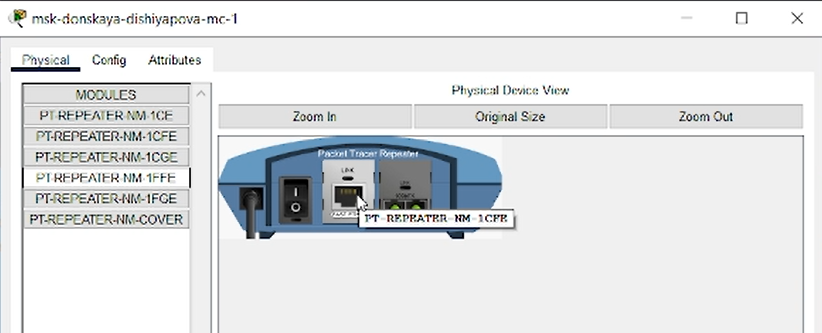 msk-donskaya-dishiyapova-mc-1
Physical Config Attributes
MODULES
PT-REPEATER-NM-1CE
PT-REPEATER-NM-1CFE
PT-REPEATER-NM-1CGE
PT-REPEATER-NM-1FFE
PT-REPEATER-NM-1FGE
PT-REPEATER-NM-COVER
Physical Device View
Zoom In Original Size Zoom Out
Packet Tracer Repeater
LINK LINK
PT-REPEATER-NM-1CFE